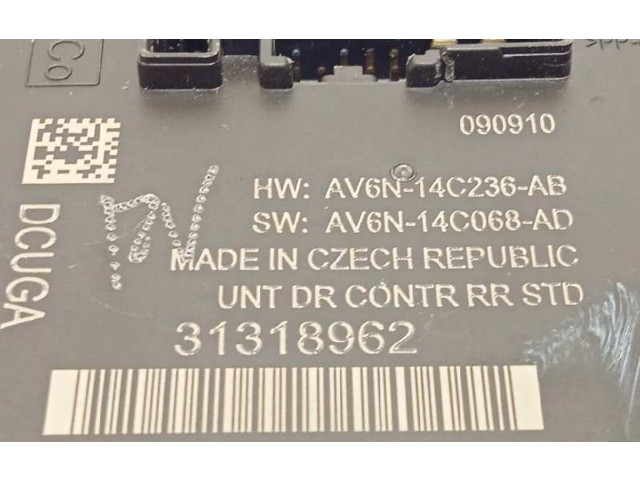 Co
090910
HW: AV6N-14C236-AB
SW: AV6N-14C068-AD
MADE IN CZECH REPUBLIC
UNT DR CONTR RR STD
31318962
DCUGA